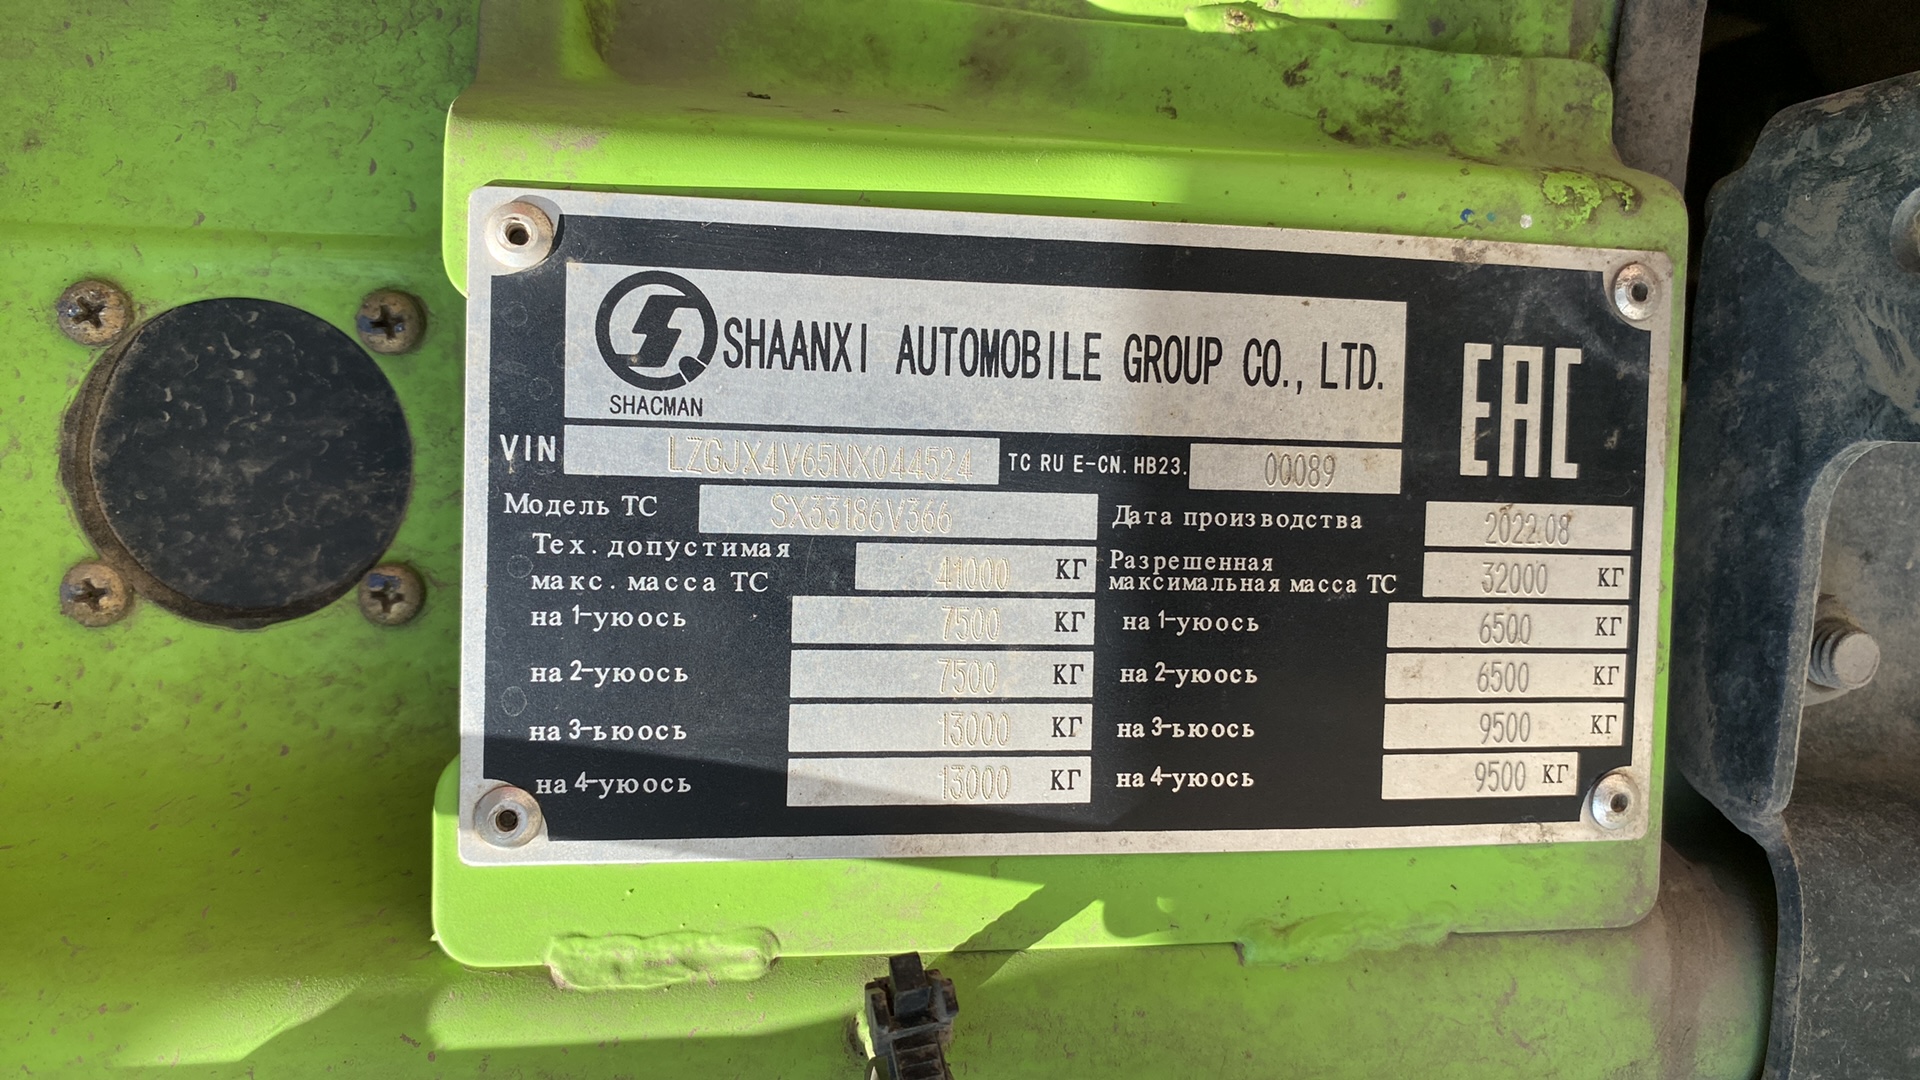 SHAANXI AUTOMOBILE GROUP CO., LTD.
SHACMAN
EAC
VIN LZGJX4V65NX044524 TC RU E-CN.HB23. 00089
Модель ТС SX33186V366 Дата производства 2022.08
Тех. допустимая макс. масса ТС 41000 КГ Разрешенная максимальная масса ТС 32000 КГ
на 1-уюось 7500 КГ на 1-уюось 6500 КГ
на 2-уюось 7500 КГ на 2-уюось 6500 КГ
на 3-ьюось 13000 КГ на 3-ьюось 9500 КГ
на 4-уюось 13000 КГ на 4-уюось 9500 КГ